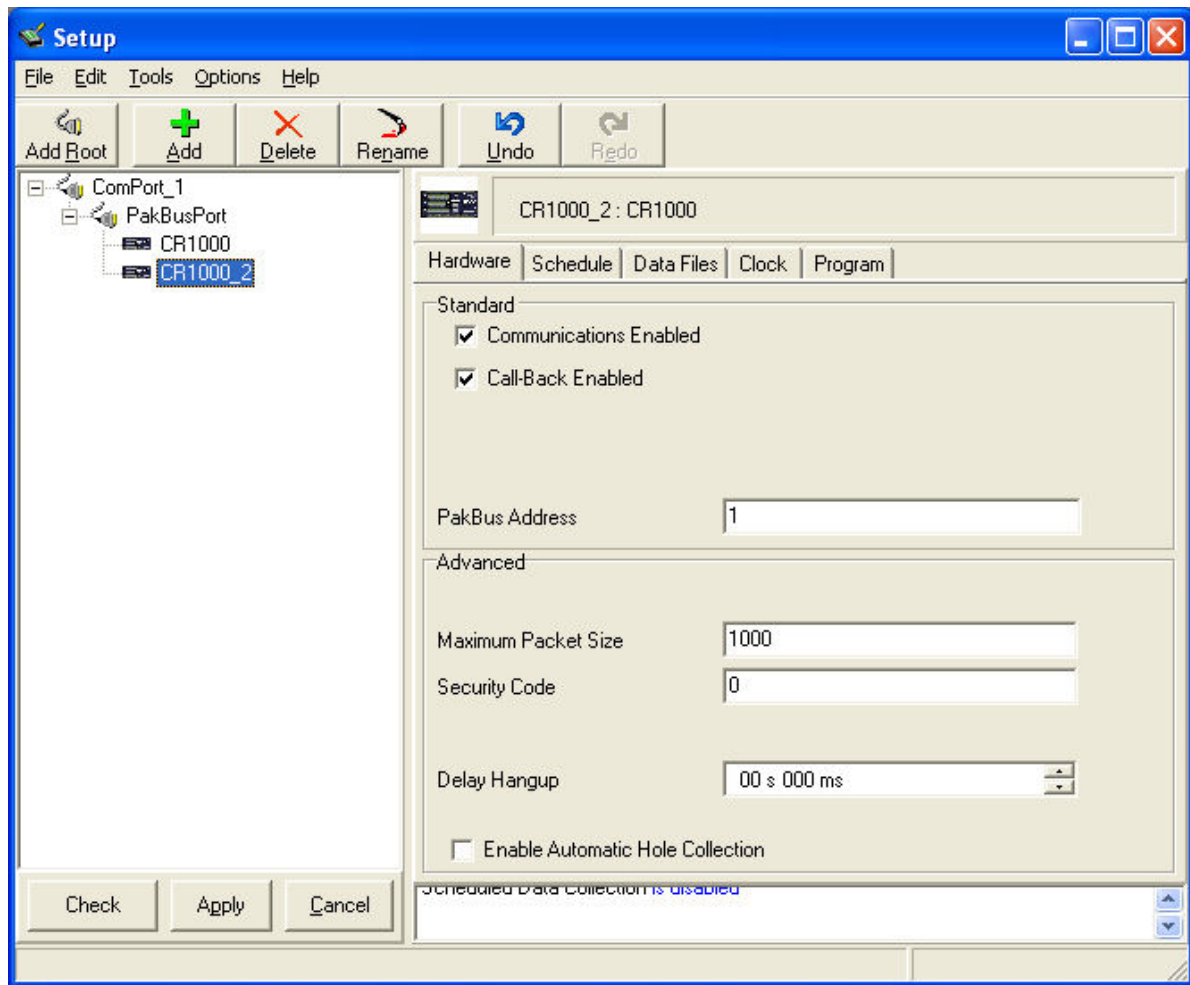 Setup
File Edit Tools Options Help
Add Root Add Delete Rename Undo Redo
ComPort_1
PakBusPort
CR1000
CR1000_2
CR1000_2 : CR1000
Hardware Schedule Data Files Clock Program
Standard
Communications Enabled
Call-Back Enabled
PakBus Address 1
Advanced
Maximum Packet Size 1000
Security Code 0
Delay Hangup 00 s 000 ms
Enable Automatic Hole Collection
Scheduled Data Collection is disabled
Check Apply Cancel